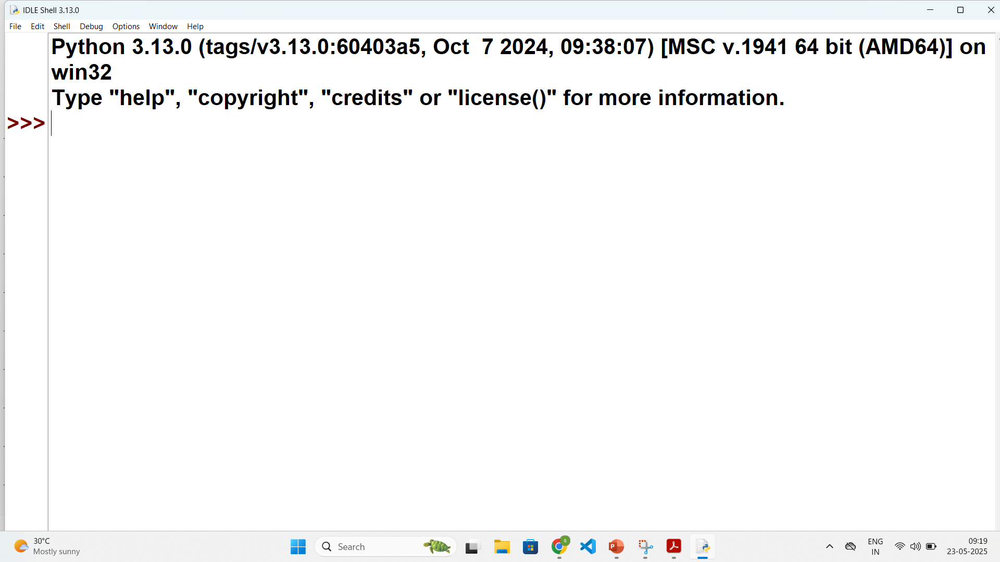 IDLE Shell 3.13.0
File Edit Shell Debug Options Window Help
Python 3.13.0 (tags/v3.13.0:60403a5, Oct  7 2024, 09:38:07) [MSC v.1941 64 bit (AMD64)] on
win32
Type "help", "copyright", "credits" or "license()" for more information.
>>>
30°C
Mostly sunny
Search
S
P
ENG
IN
09:19
23-05-2025